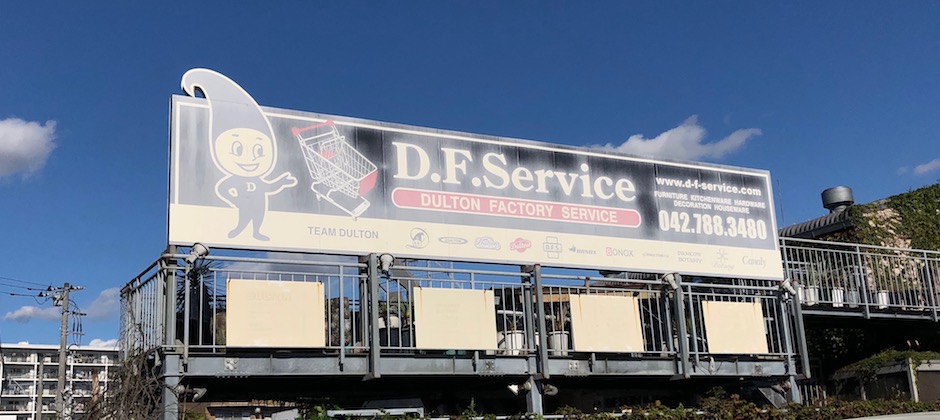 D.F.Service
DULTON FACTORY SERVICE
www.d-f-service.com
FURNITURE KITCHENWARE HARDWARE
DECORATION HOUSEWARE
042.788.3480
D
TEAM DULTON
D.F.S.
BONOX